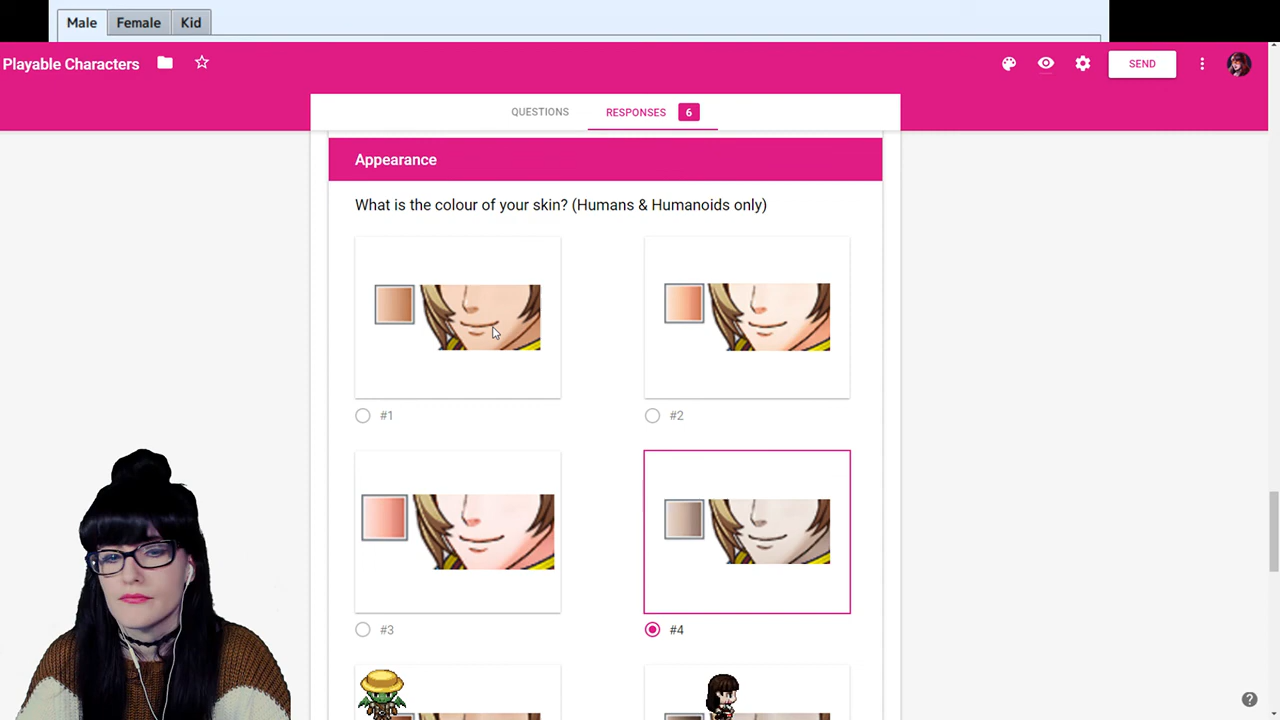 Male Female Kid
Playable Characters
SEND
QUESTIONS RESPONSES 6
Appearance
What is the colour of your skin? (Humans & Humanoids only)
#1 #2
#3 #4